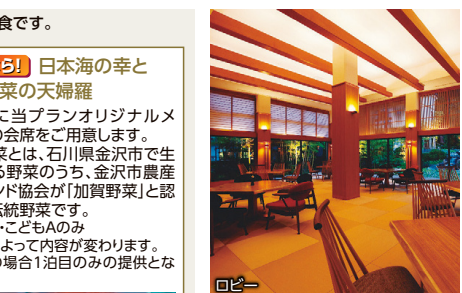 食です。
ら! 日本海の幸と
菜の天婦羅
に当プランオリジナルメ
の会席をご用意します。
菜とは、石川県金沢市で生
る野菜のうち、金沢市農産
ンド協会が「加賀野菜」と認
伝統野菜です。
・こどもAのみ
よって内容が変わります。
の場合1泊目のみの提供とな
ロビー